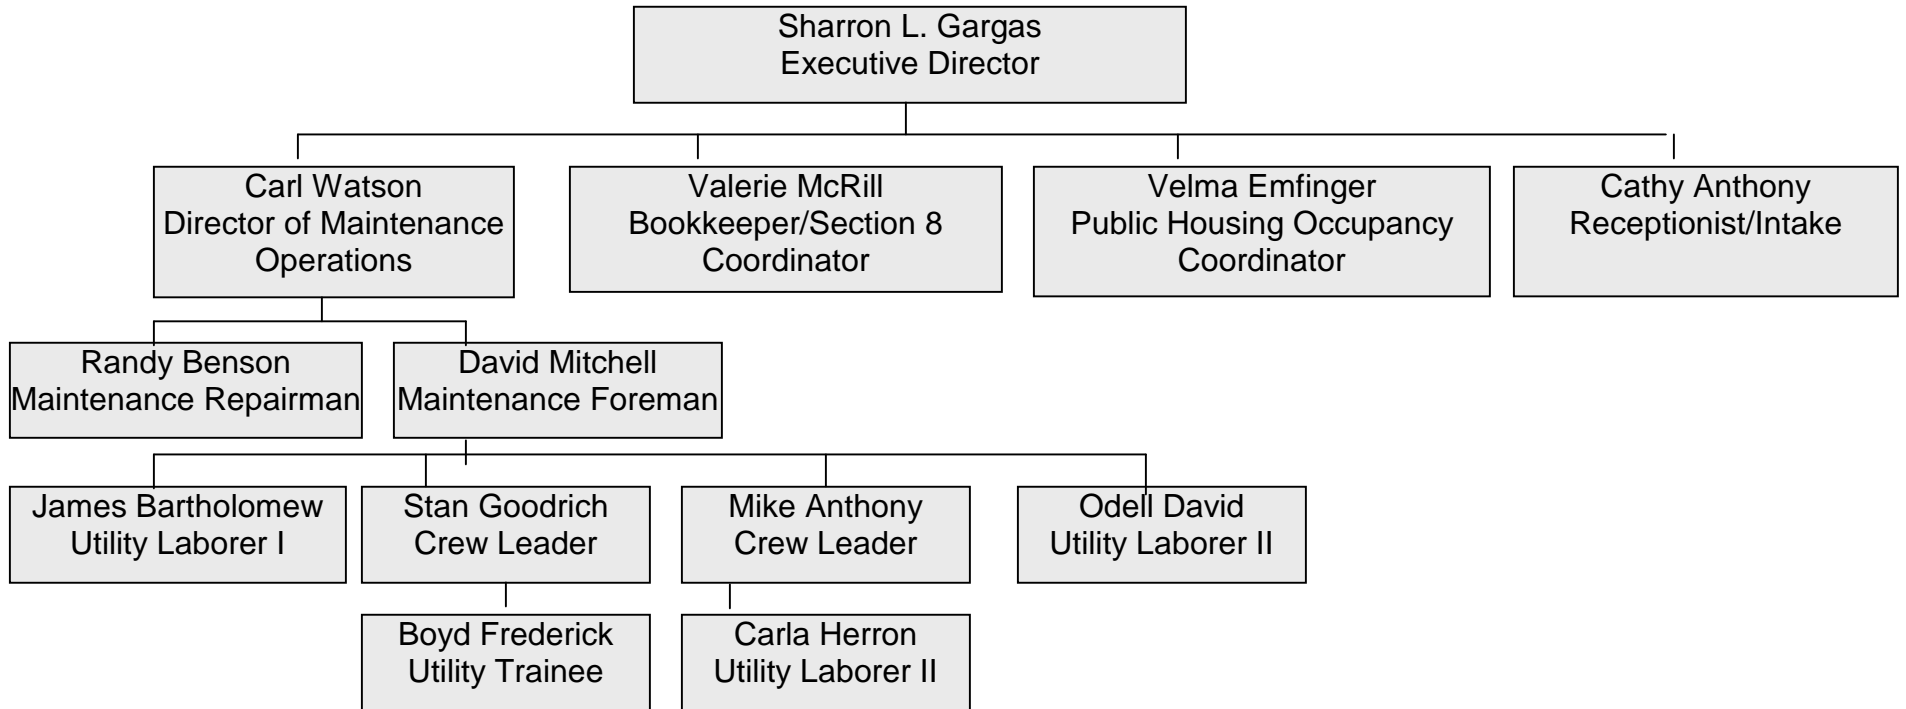 Sharron L. Gargas
Executive Director
Carl Watson
Director of Maintenance
Operations
Valerie McRill
Bookkeeper/Section 8
Coordinator
Velma Emfinger
Public Housing Occupancy
Coordinator
Cathy Anthony
Receptionist/Intake
Randy Benson
Maintenance Repairman
David Mitchell
Maintenance Foreman
James Bartholomew
Utility Laborer I
Stan Goodrich
Crew Leader
Mike Anthony
Crew Leader
Odell David
Utility Laborer II
Boyd Frederick
Utility Trainee
Carla Herron
Utility Laborer II